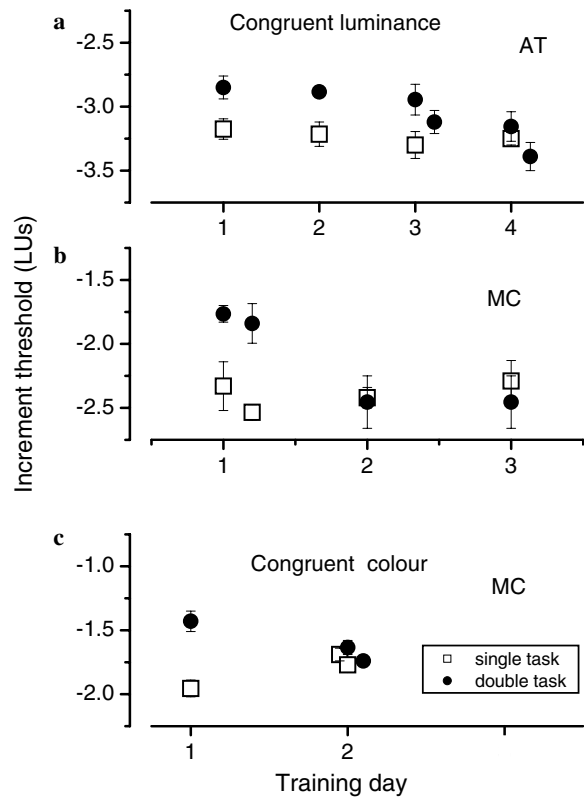 a
Congruent luminance
AT
-2.5
-3.0
-3.5
1 2 3 4
b
MC
-1.5
-2.0
-2.5
1 2 3
Increment threshold (LUs)
c
Congruent colour
MC
-1.0
-1.5
-2.0
single task
double task
1 2
Training day